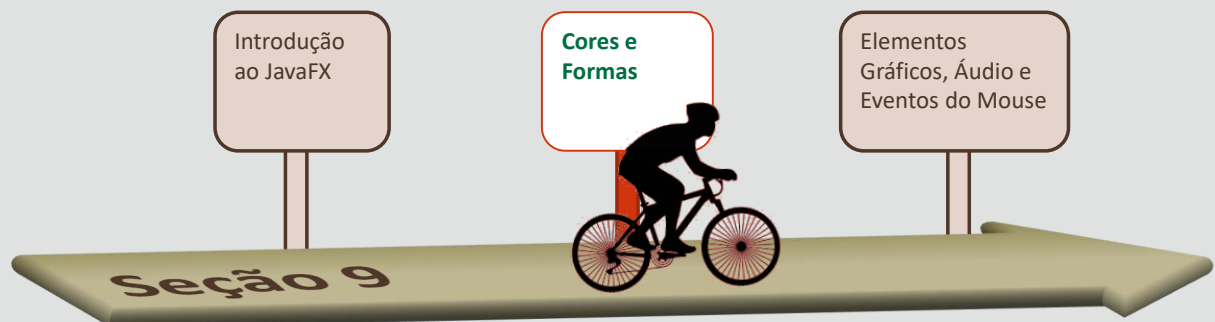 Introdução
ao JavaFX
Cores e
Formas
Elementos
Gráficos, Áudio e
Eventos do Mouse
Seção 9